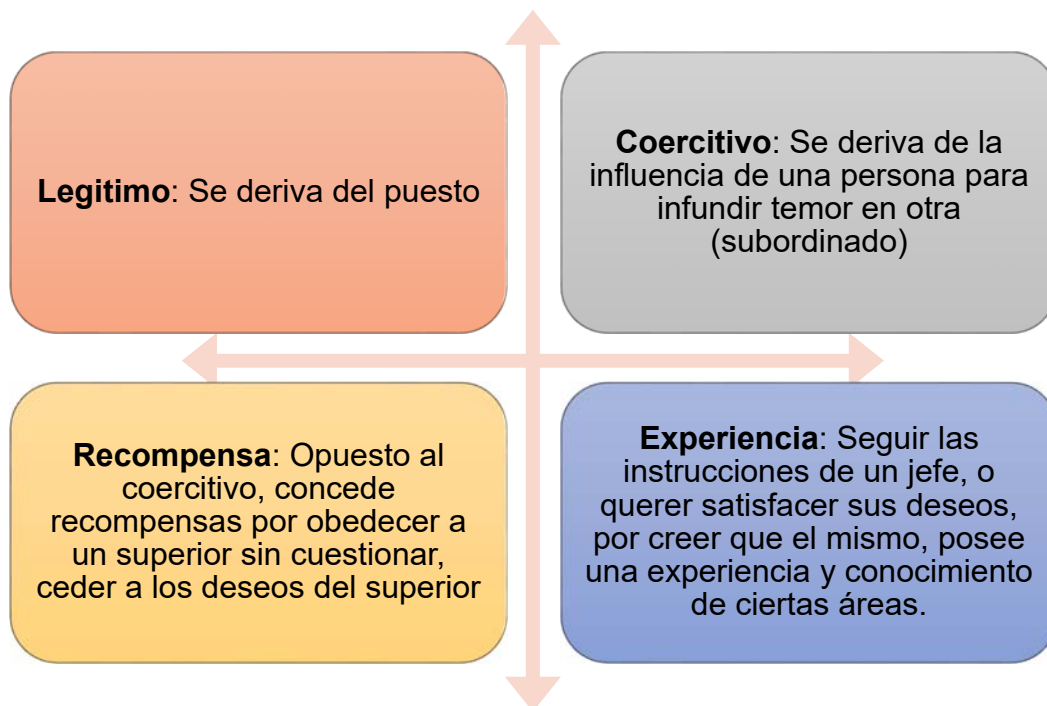 Legitimo: Se deriva del puesto
Coercitivo: Se deriva de la
influencia de una persona para
infundir temor en otra
(subordinado)
Recompensa: Opuesto al
coercitivo, concede
recompensas por obedecer a
un superior sin cuestionar,
ceder a los deseos del superior
Experiencia: Seguir las
instrucciones de un jefe, o
querer satisfacer sus deseos,
por creer que el mismo, posee
una experiencia y conocimiento
de ciertas áreas.